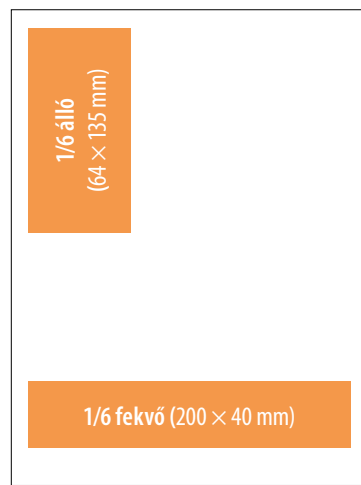 1/6 álló
(64 × 135 mm)
1/6 fekvő (200 × 40 mm)